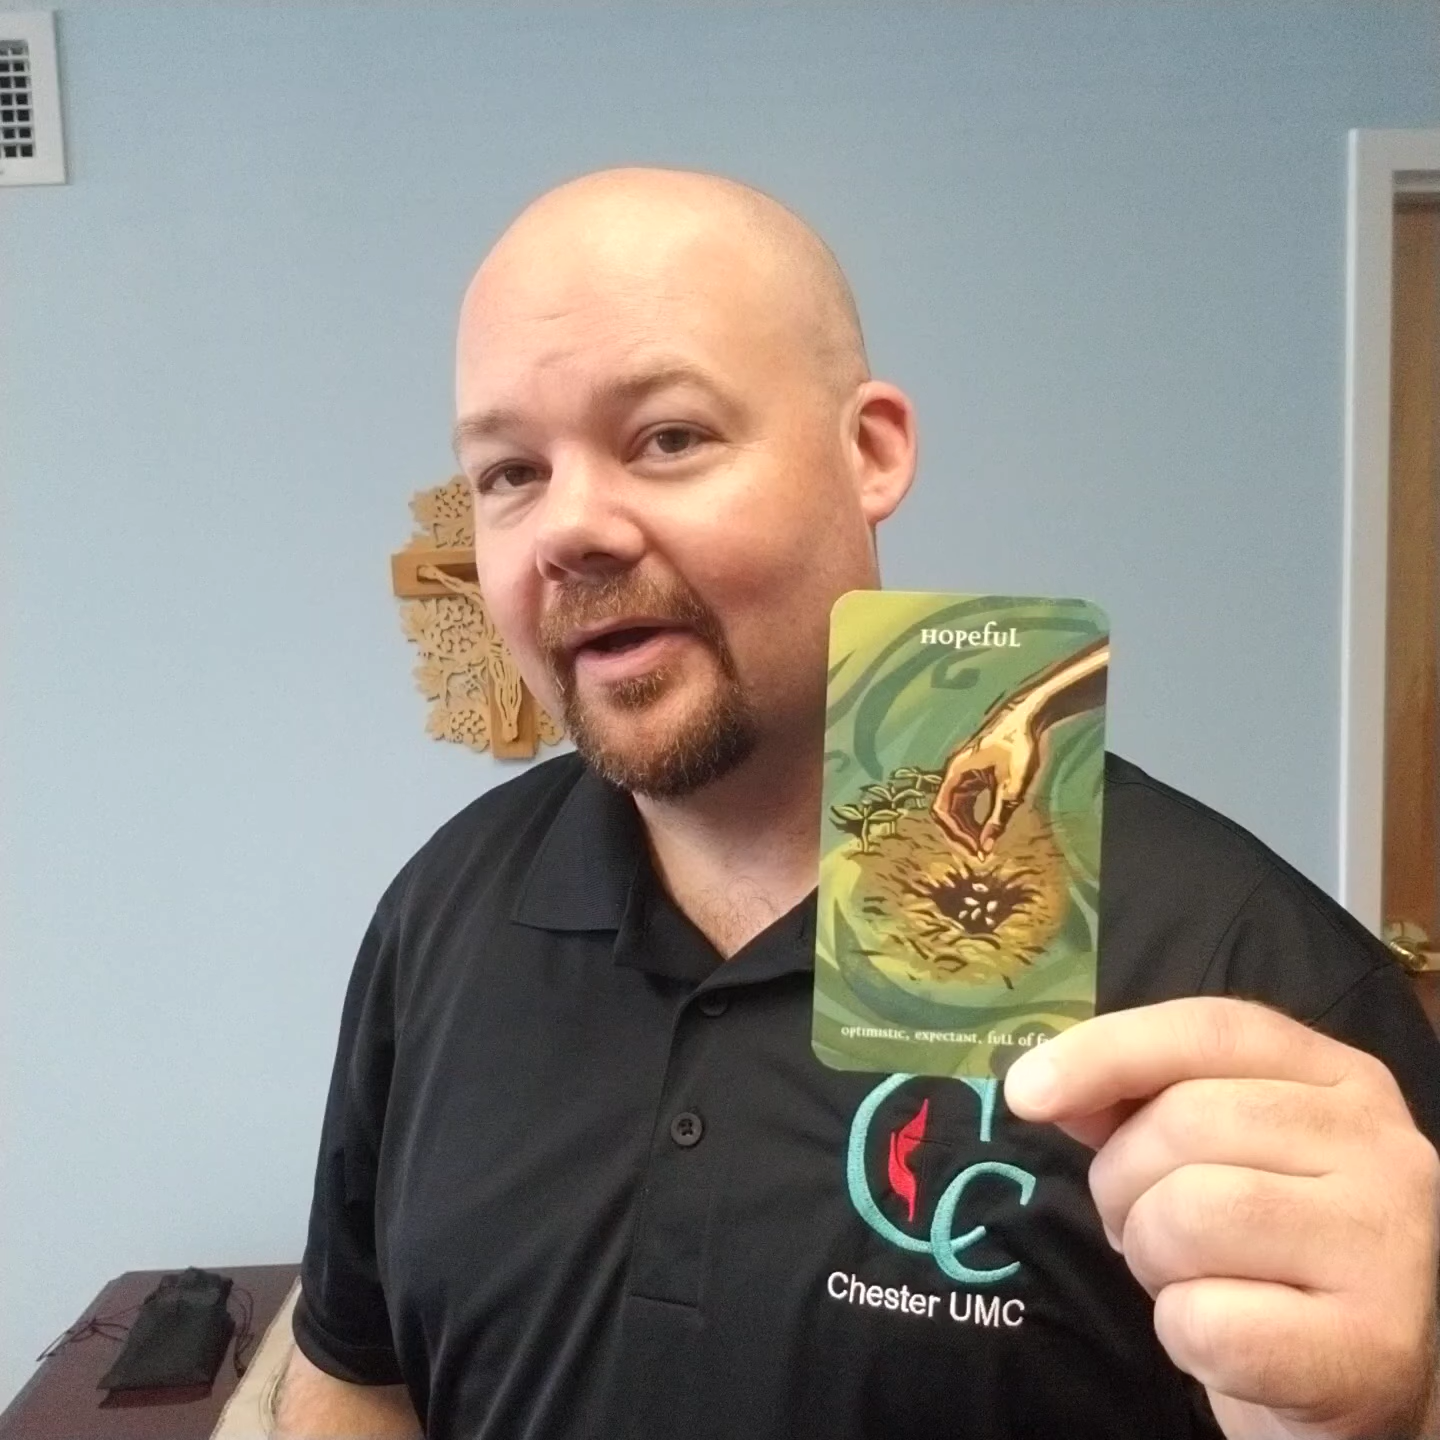 Hopeful
optimistic, expectant, full of
CC
Chester UMC